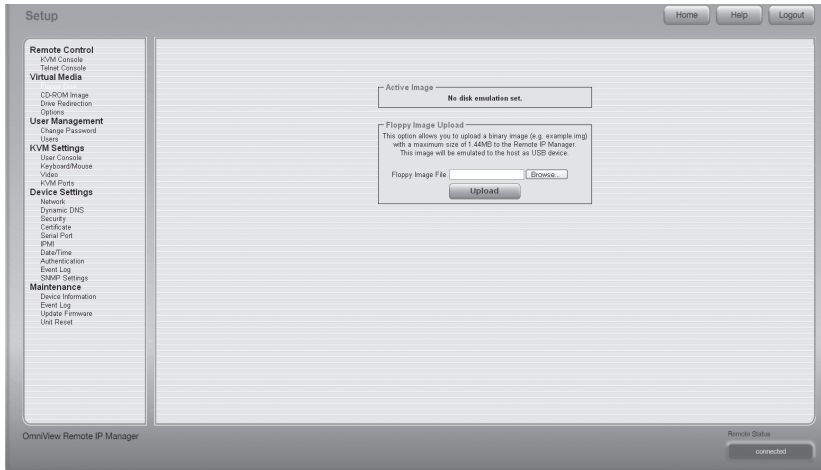 Setup
Home
Help
Logout
Remote Control
KVM Console
Telnet Console
Virtual Media
CD-ROM Image
Drive Redirection
Options
User Management
Change Password
Users
KVM Settings
User Console
Keyboard/Mouse
Video
KVM Ports
Device Settings
Network
Dynamic DNS
Security
Certificate
Serial Port
IPMI
Date/Time
Authentication
Event Log
SNMP Settings
Maintenance
Device Information
Event Log
Update Firmware
Unit Reset
Active Image
No disk emulation set.
Floppy Image Upload
This option allows you to upload a binary image (e.g. example.img)
with a maximum size of 1.44MB to the Remote IP Manager.
This image will be emulated to the host as USB device.
Floppy Image File
Browse...
Upload
OmniView Remote IP Manager
Remote Status
connected